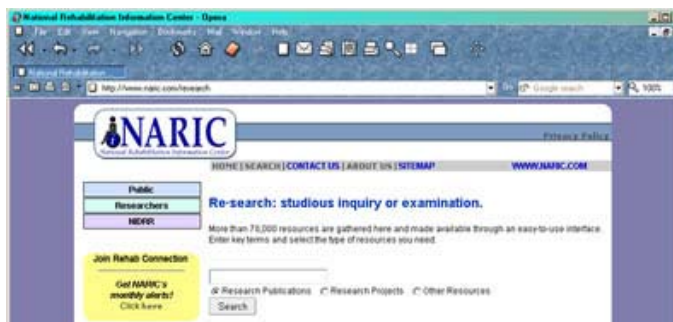 National Rehabilitation Information Center - Opera
File Edit View Navigation Bookmarks Mail Window Help
National Rehabilitation
http://www.naric.com/research
Google search
100%
NARIC
National Rehabilitation Information Center
Privacy Policy
HOME | SEARCH | CONTACT US | ABOUT US | SITEMAP
WWW.NARIC.COM
Public
Researchers
NIDRR
Re-search: studious inquiry or examination.
More than 70,000 resources are gathered here and made available through an easy-to-use interface.
Enter key terms and select the type of resources you need.
Join Rehab Connection
Get NARIC's
monthly alerts!
Click here
Research Publications Research Projects Other Resources
Search